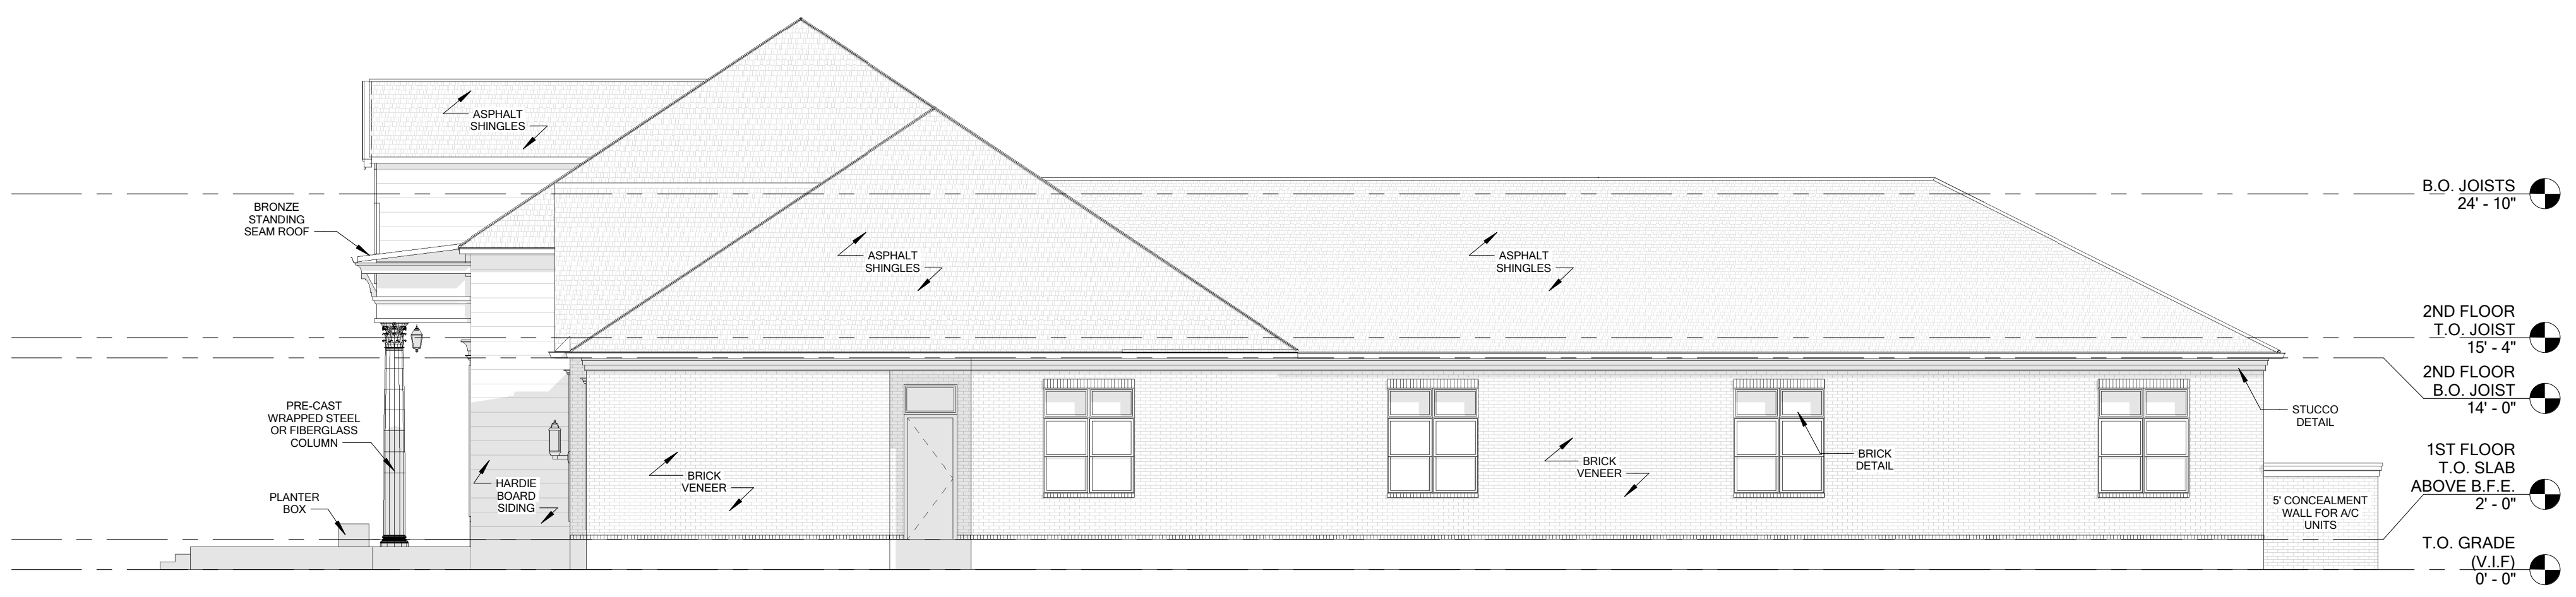 ASPHALT
SHINGLES
BRONZE
STANDING
SEAM ROOF
ASPHALT
SHINGLES
ASPHALT
SHINGLES
B.O. JOISTS
24' - 10"
2ND FLOOR
T.O. JOIST
15' - 4"
2ND FLOOR
B.O. JOIST
14' - 0"
PRE-CAST
WRAPPED STEEL
OR FIBERGLASS
COLUMN
STUCCO
DETAIL
PLANTER
BOX
HARDIE
BOARD
SIDING
BRICK
VENEER
BRICK
VENEER
BRICK
DETAIL
1ST FLOOR
T.O. SLAB
ABOVE B.F.E.
2' - 0"
5' CONCEALMENT
WALL FOR A/C
UNITS
T.O. GRADE
(V.I.F)
0' - 0"